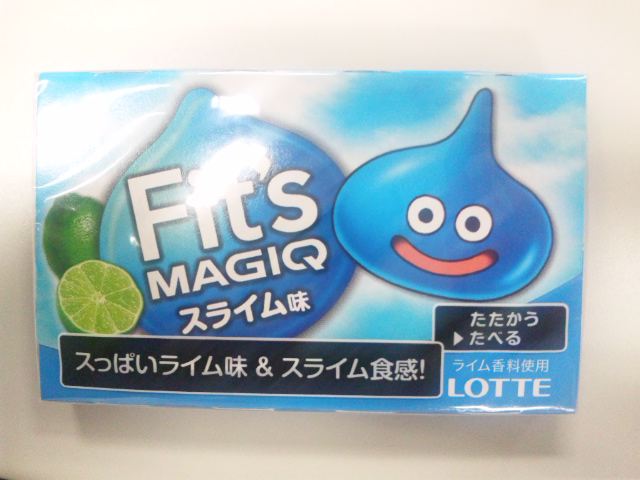 Fit's
MAGIQ
スライム味
たたかう
▶たべる
すっぱいライム味 & スライム食感!
ライム香料使用
LOTTE